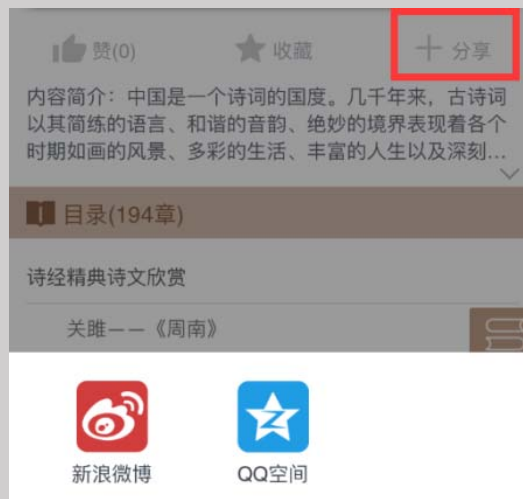 赞(0) 收藏 分享
内容简介：中国是一个诗词的国度。几千年来，古诗词
以其简练的语言、和谐的音韵、绝妙的境界表现着各个
时期如画的风景、多彩的生活、丰富的人生以及深刻...
目录(194章)
诗经精典诗文欣赏
关雎——《周南》
新浪微博 QQ空间